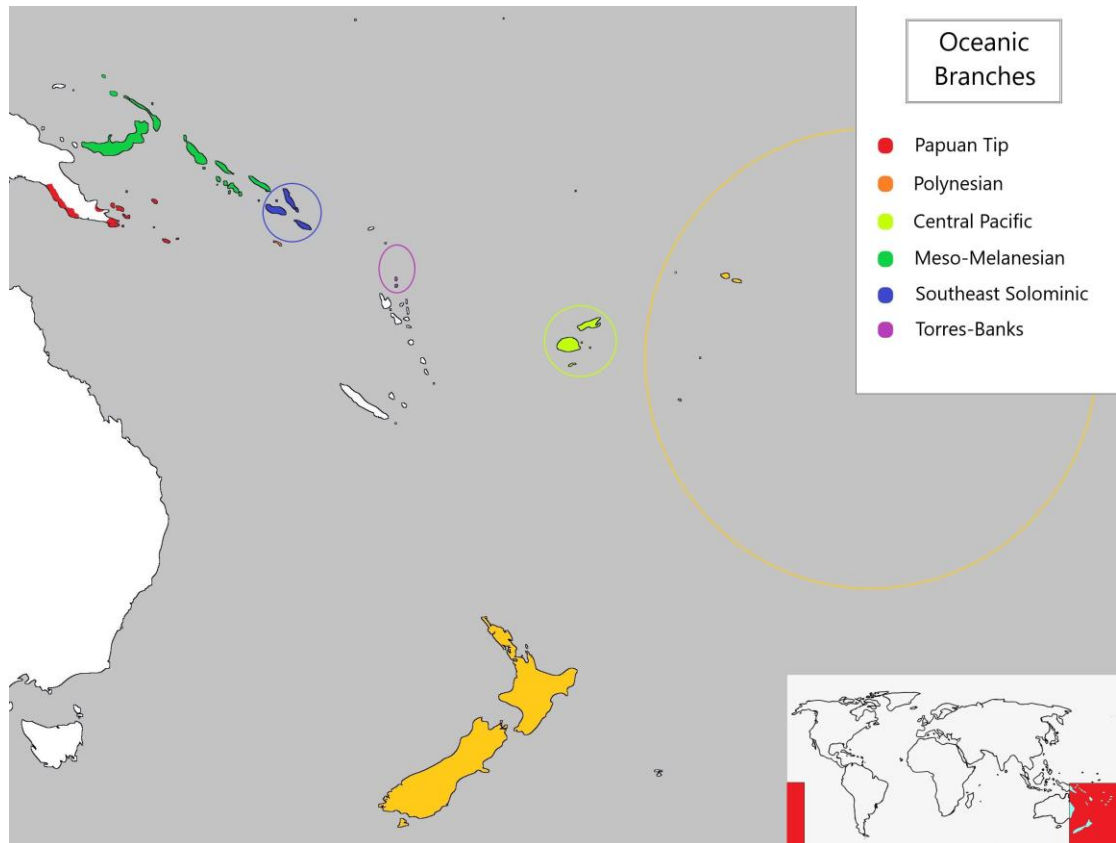 Oceanic
Branches
Papuan Tip
Polynesian
Central Pacific
Meso-Melanesian
Southeast Solominic
Torres-Banks